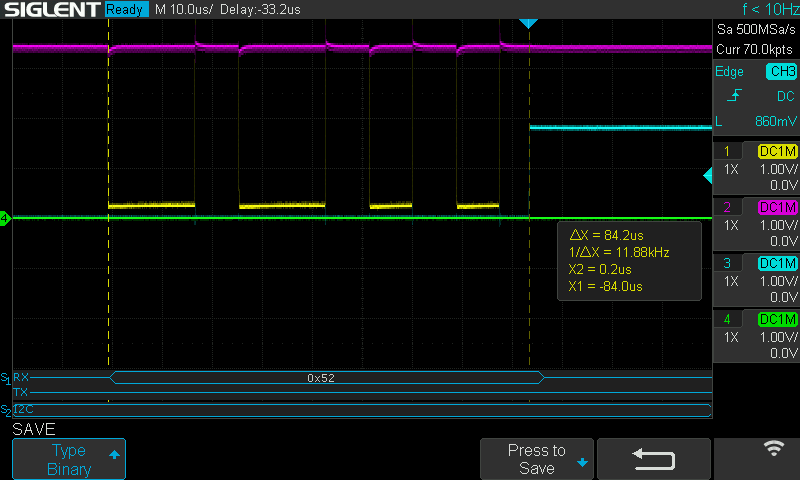 SIGLENT Ready M 10.0us/ Delay:-33.2us f < 10Hz
Sa 500MSa/s
Curr 70.0kpts
Edge CH3
DC
L 860mV
1 DC1M
1X 1.00V/
0.0V
2 DC1M
1X 1.00V/
0.0V
3 DC1M
1X 1.00V/
0.0V
4 DC1M
1X 1.00V/
0.0V
4
△X = 84.2us
1/△X = 11.88kHz
X2 = 0.2us
X1 = -84.0us
S1 RX 0x52
TX
S2 I2C
SAVE
Type
Binary
Press to
Save